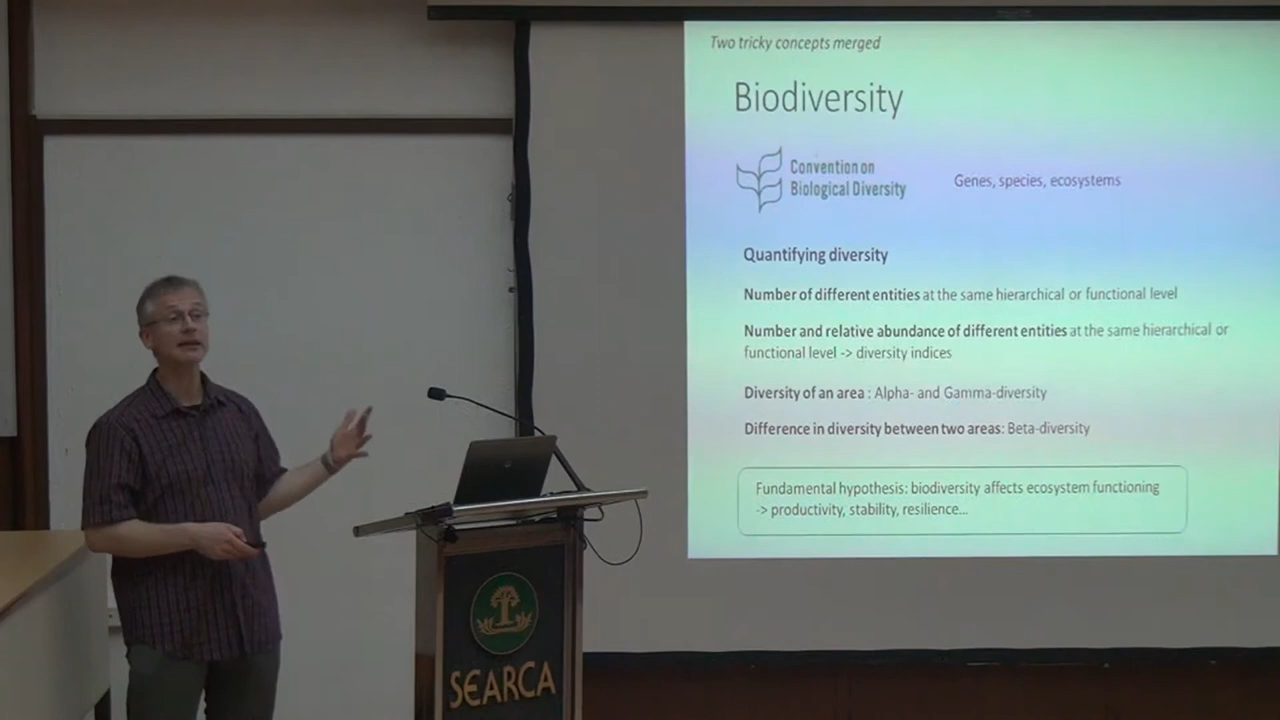 Two tricky concepts merged
Biodiversity
Convention on
Biological Diversity
Genes, species, ecosystems
Quantifying diversity
Number of different entities at the same hierarchical or functional level
Number and relative abundance of different entities at the same hierarchical or
functional level -> diversity indices
Diversity of an area : Alpha- and Gamma-diversity
Difference in diversity between two areas: Beta-diversity
Fundamental hypothesis: biodiversity affects ecosystem functioning
-> productivity, stability, resilience...
SEARCA